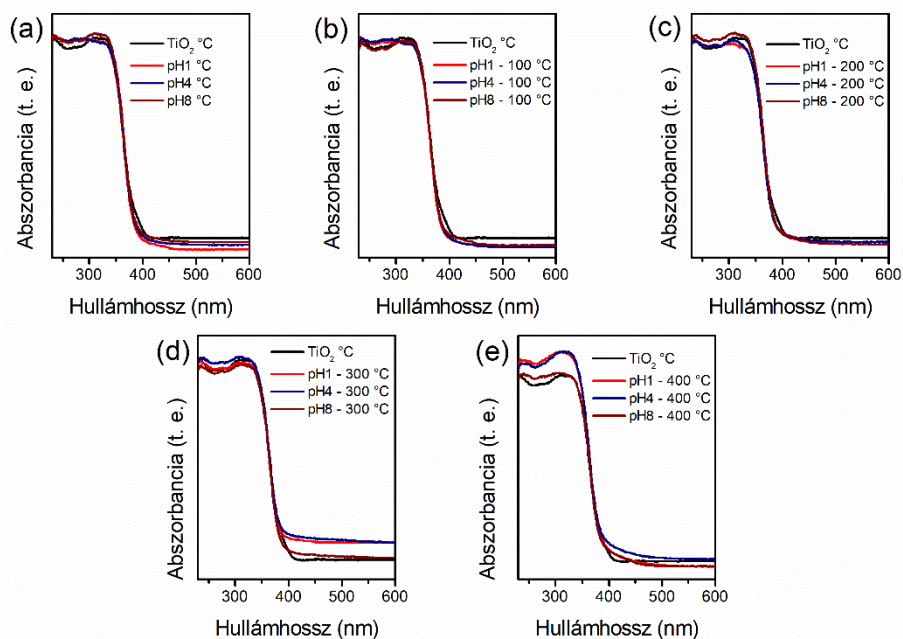 (a)
TiO2 °C
pH1 °C
pH4 °C
pH8 °C
Abszorbancia (t. e.)
300 400 500 600
Hullámhossz (nm)
(b)
TiO2 °C
pH1 - 100 °C
pH4 - 100 °C
pH8 - 100 °C
Abszorbancia (t. e.)
300 400 500 600
Hullámhossz (nm)
(c)
TiO2 °C
pH1 - 200 °C
pH4 - 200 °C
pH8 - 200 °C
Abszorbancia (t. e.)
300 400 500 600
Hullámhossz (nm)
(d)
TiO2 °C
pH1 - 300 °C
pH4 - 300 °C
pH8 - 300 °C
Abszorbancia (t. e.)
300 400 500 600
Hullámhossz (nm)
(e)
TiO2 °C
pH1 - 400 °C
pH4 - 400 °C
pH8 - 400 °C
Abszorbancia (t. e.)
300 400 500 600
Hullámhossz (nm)